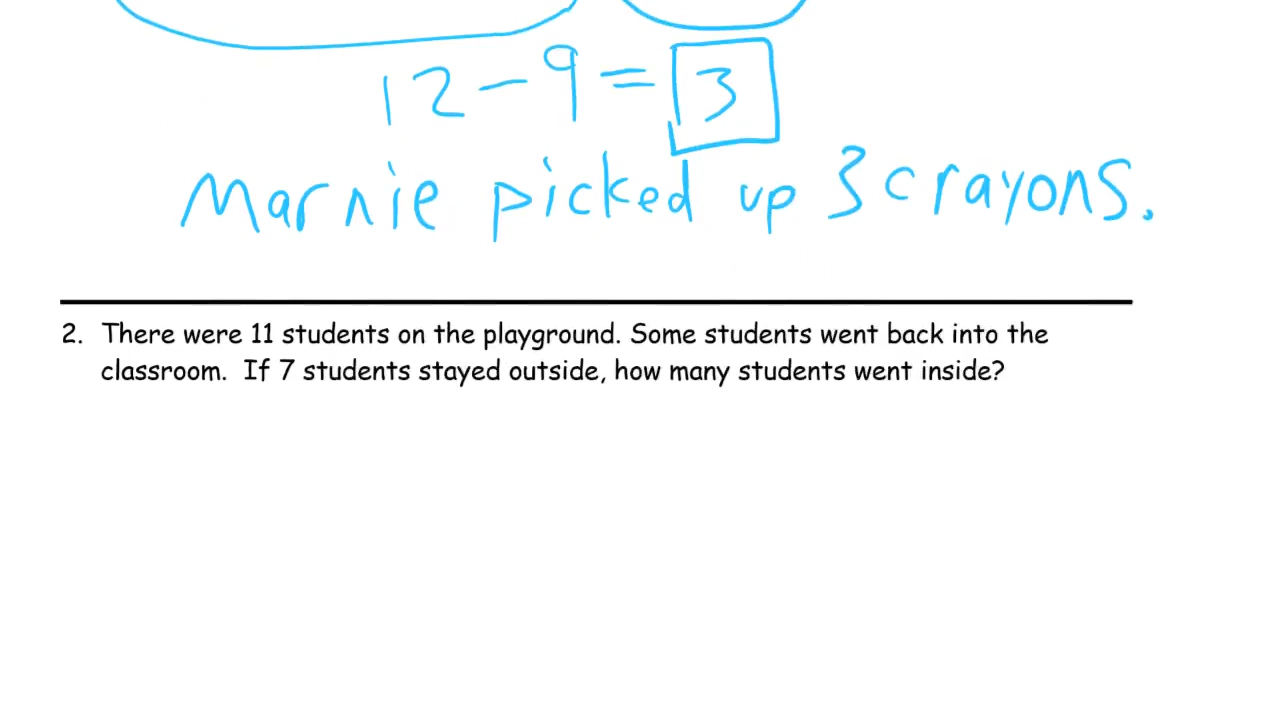 12 - 9 = 3
Marnie picked up 3 crayons.
2. There were 11 students on the playground. Some students went back into the
classroom. If 7 students stayed outside, how many students went inside?